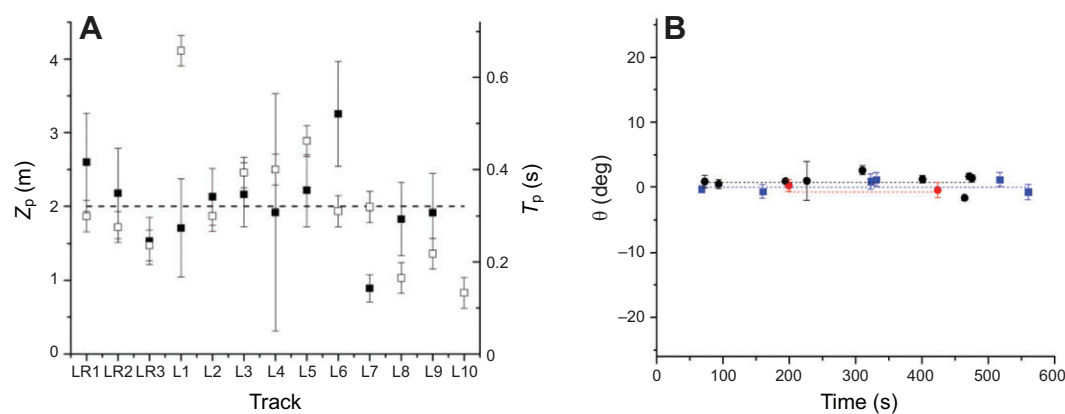 A
4
3
2
1
0
Zp (m)
0.6
0.4
0.2
0
Tp (s)
LR1 LR2 LR3 L1 L2 L3 L4 L5 L6 L7 L8 L9 L10
Track
B
20
10
0
–10
–20
θ (deg)
0 100 200 300 400 500 600
Time (s)